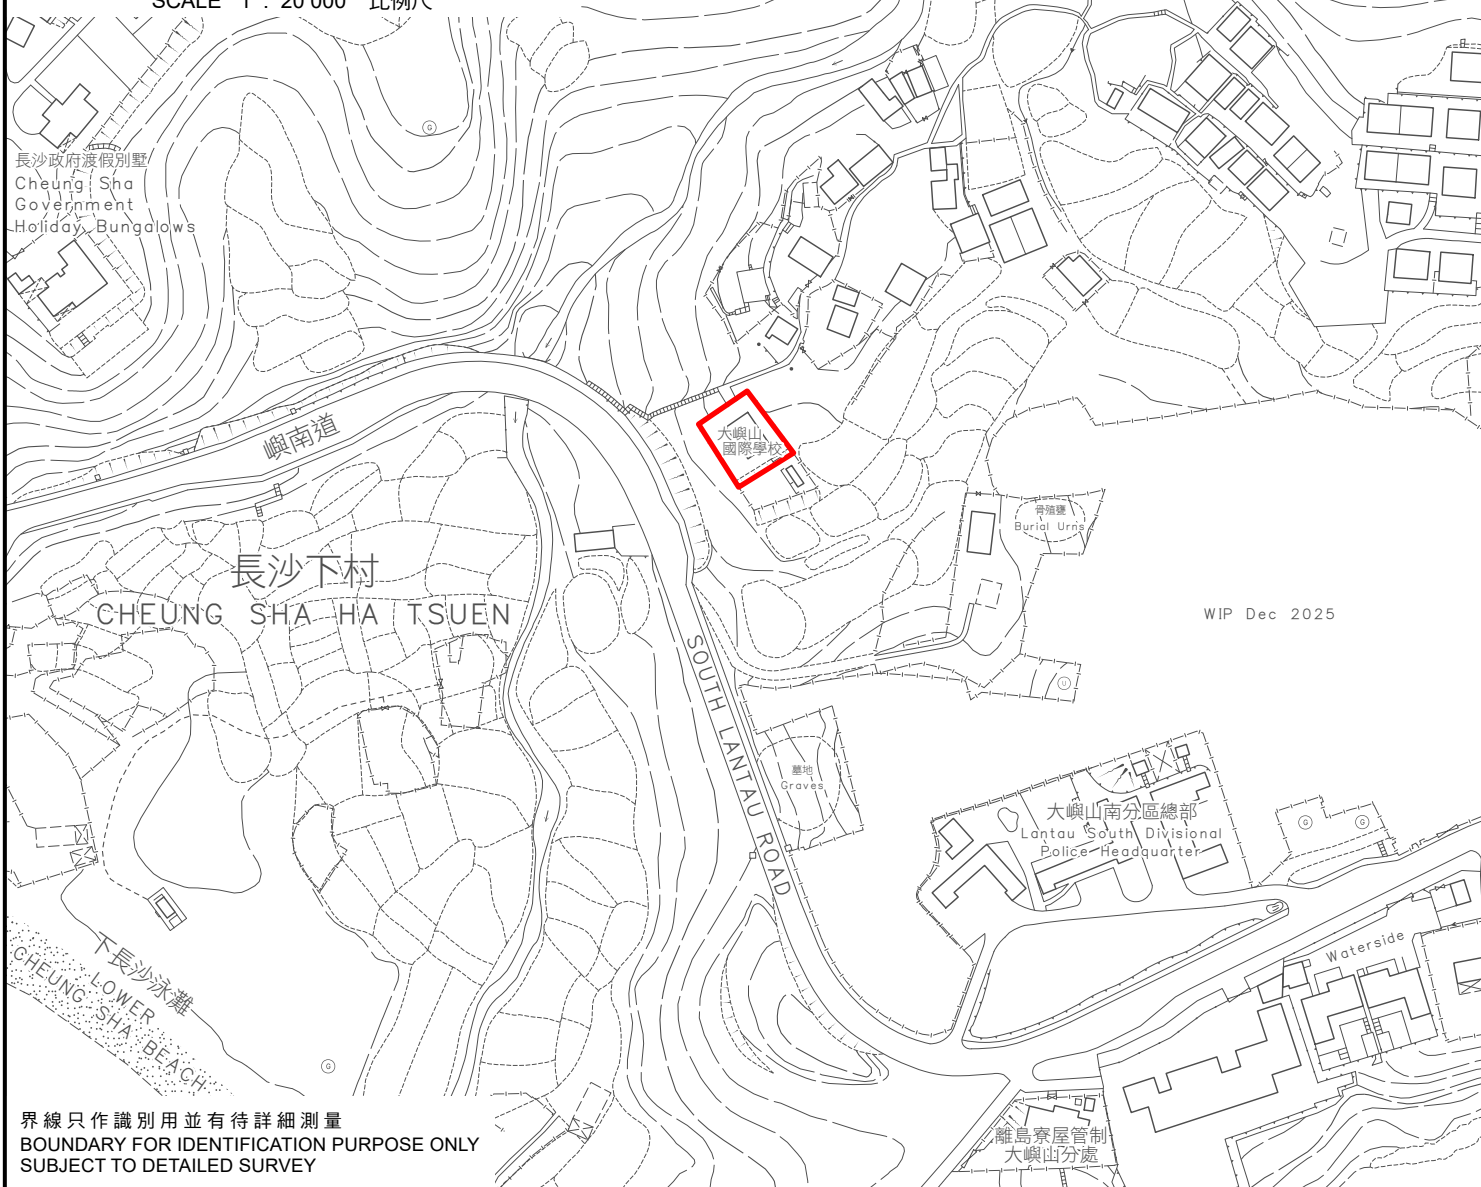 SCALE 1 : 20 000 比例尺
長沙政府渡假別墅
Cheung Sha
Government
Holiday Bungalows
G
嶼南道
大嶼山
國際學校
長沙下村
CHEUNG SHA HA TSUEN
骨殖甕
Burial Urns
WIP Dec 2025
U
SOUTH LANTAU ROAD
墓地
Graves
大嶼山南分區總部
Lantau South Divisional
Police Headquarter
G
G
Waterside
下長沙泳灘
LOWER
CHEUNG SHA BEACH
G
離島寮屋管制
大嶼山分處
界線只作識別用並有待詳細測量
BOUNDARY FOR IDENTIFICATION PURPOSE ONLY
SUBJECT TO DETAILED SURVEY